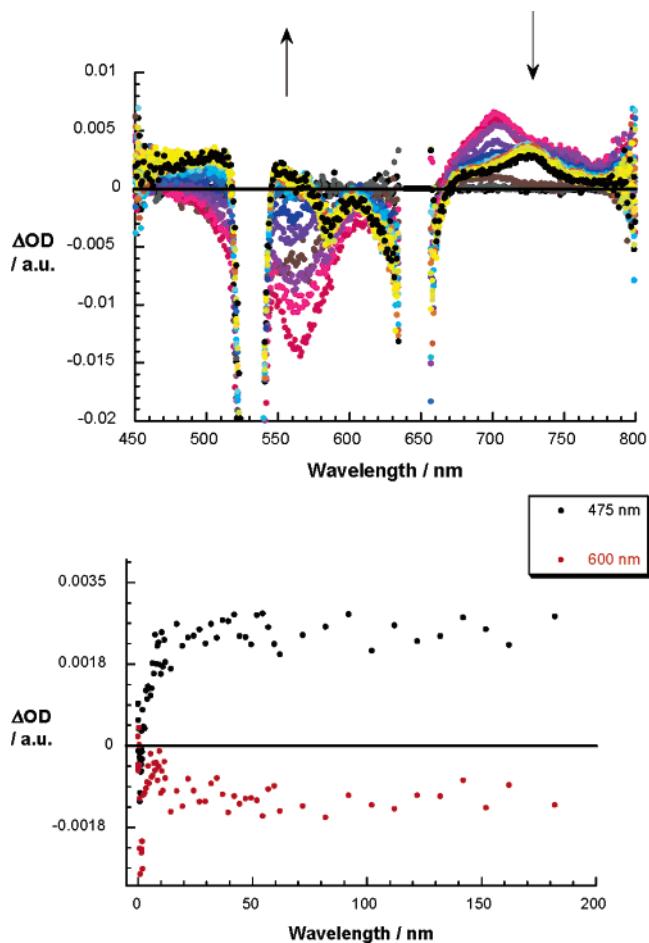 0.01
0.005
0
-0.005
-0.01
-0.015
-0.02
ΔOD
/ a.u.
450 500 550 600 650 700 750 800
Wavelength / nm
475 nm
600 nm
0.0035
0.0018
0
-0.0018
ΔOD
/ a.u.
0 50 100 150 200
Wavelength / nm